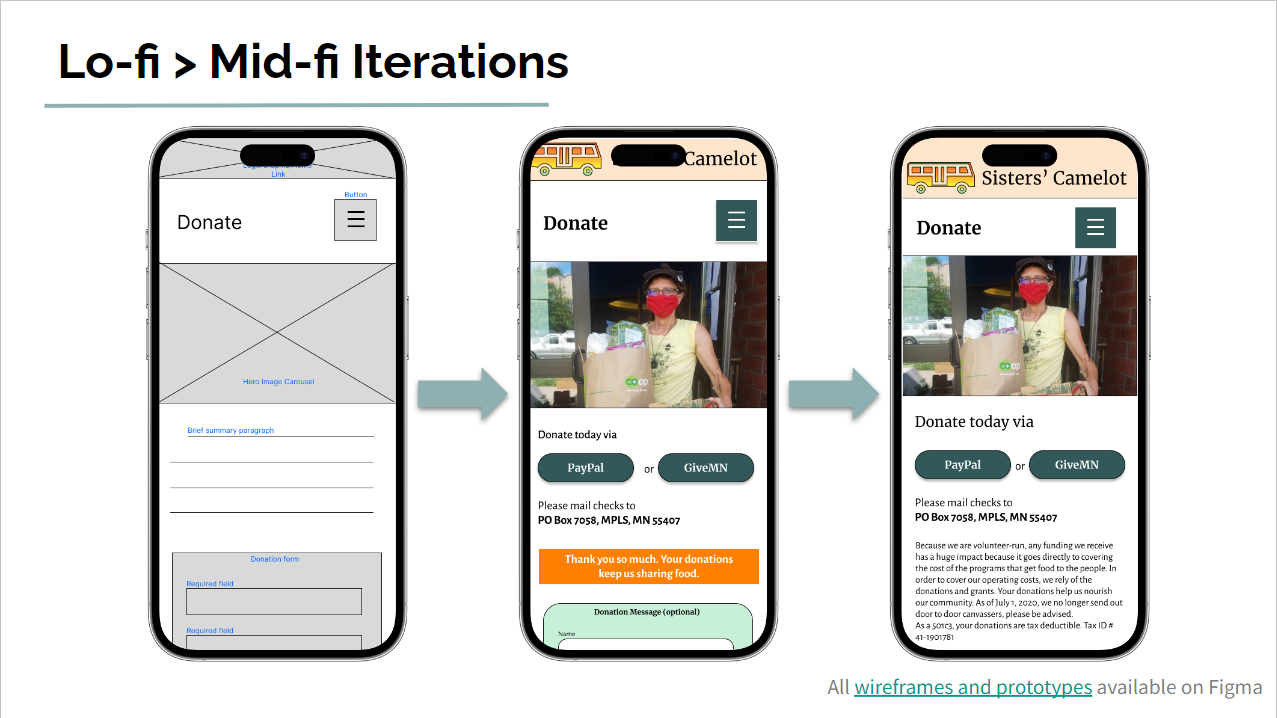 Lo-fi > Mid-fi Iterations
Link
Button
Donate
Hero Image Carousel
Brief summary paragraph
Donation form
Required field
Required field
Camelot
Donate
Donate today via
PayPal or GiveMN
Please mail checks to
PO Box 7058, MPLS, MN 55407
Thank you so much. Your donations
keep us sharing food.
Donation Message (optional)
Name
Sisters’ Camelot
Donate
Donate today via
PayPal or GiveMN
Please mail checks to
PO Box 7058, MPLS, MN 55407
Because we are volunteer-run, any funding we receive
has a huge impact because it goes directly to covering
the cost of the programs that get food to the people. In
order to cover our operating costs, we rely of the
donations and grants. Your donations help us nourish
our community. As of July 1, 2020, we no longer send out
door to door canvassers, please be advised.
As a 501c3, your donations are tax deductible. Tax ID #
41-1901781
All wireframes and prototypes available on Figma